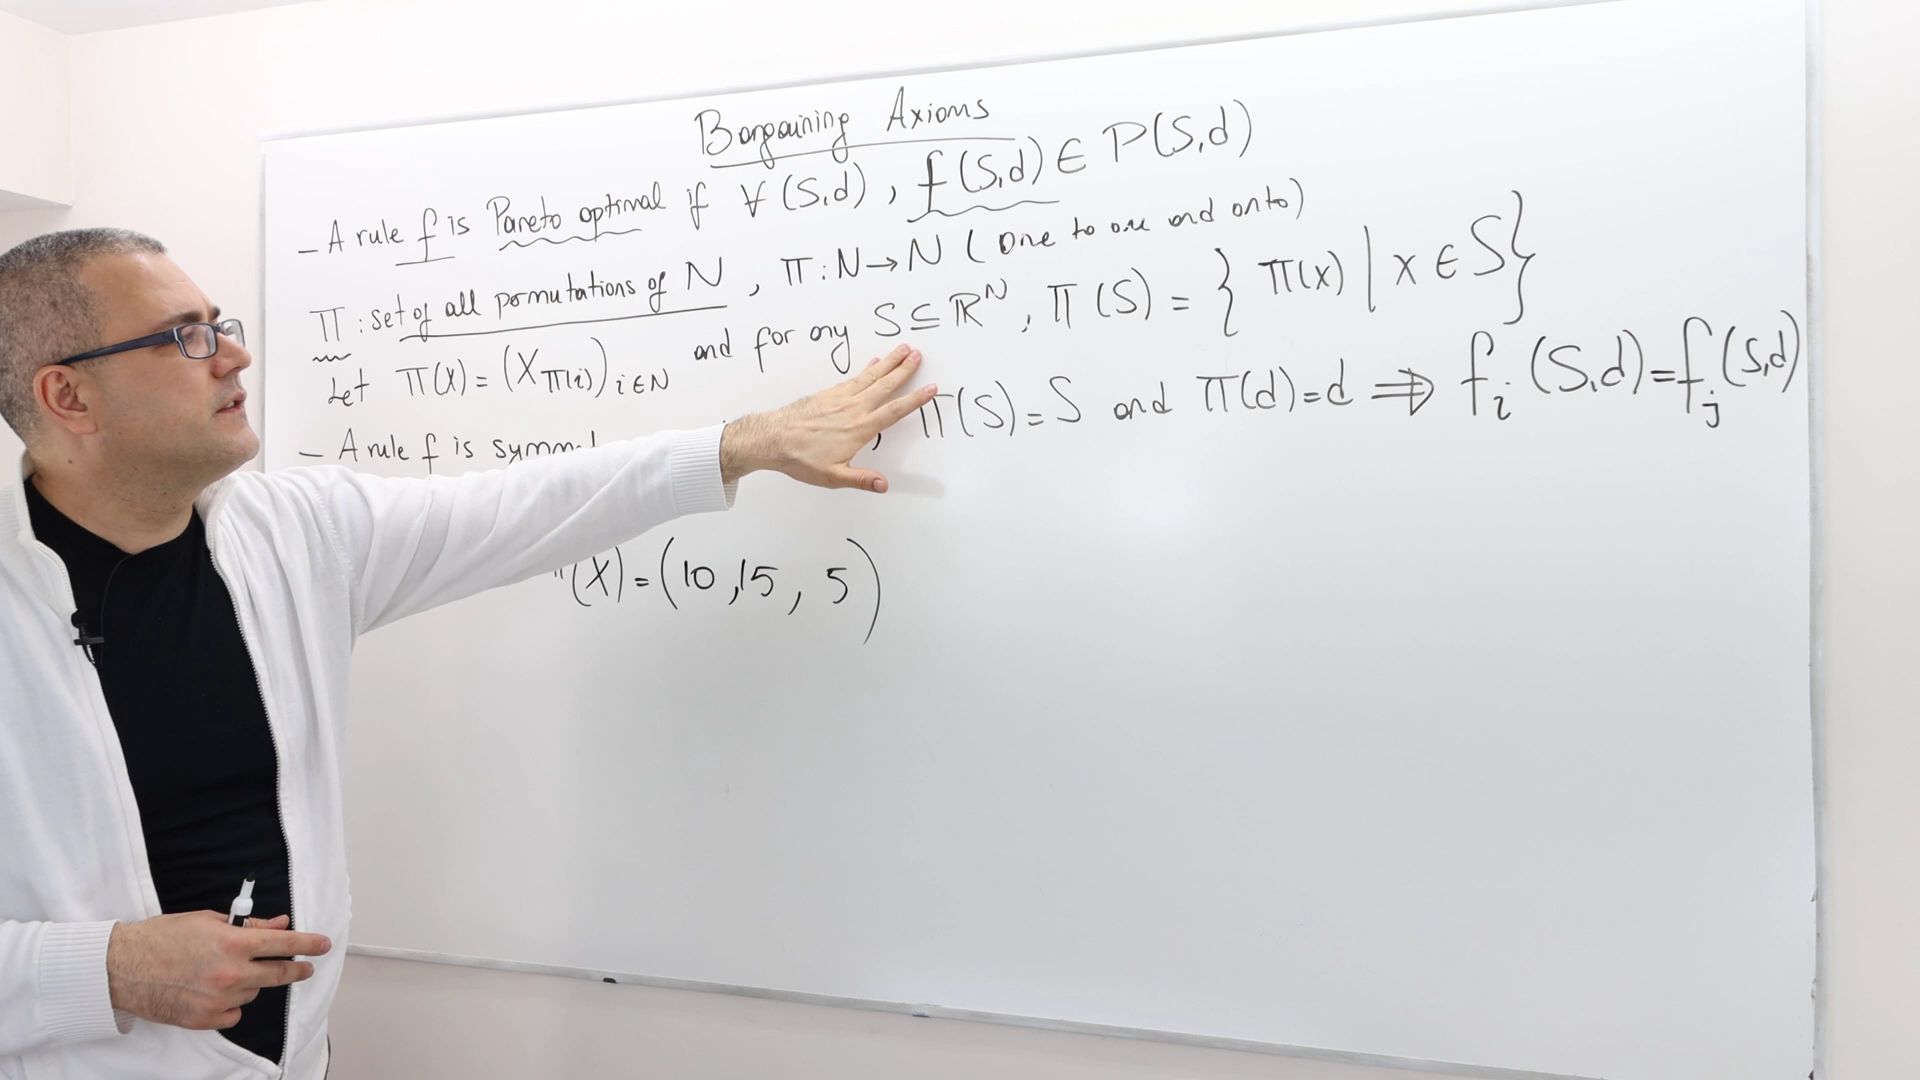 Bargaining Axioms
- A rule f is Pareto optimal if ∀ (S,d) , f(S,d) ∈ P(S,d)
Π : set of all permutations of N , π : N → N ( one to one and onto )
Let π(x) = (x_π(i))_{i∈N} and for any S ⊆ ℝ^N , π(S) = { π(x) | x ∈ S }
- A rule f is symm , π(S) = S and π(d) = d ⇒ f_i (S,d) = f_j (S,d)
(x) = (10 , 15 , 5)